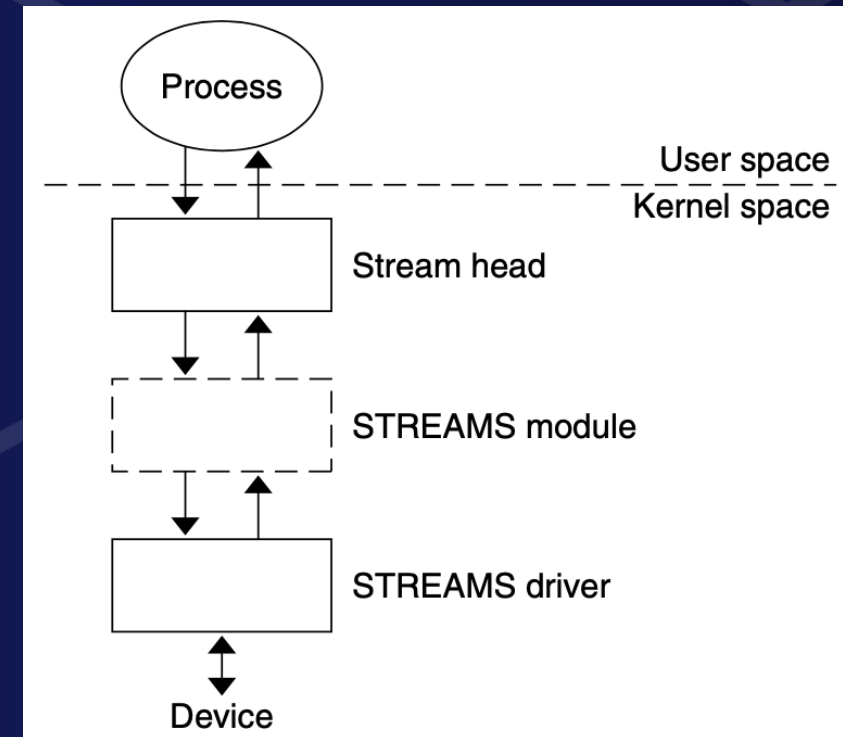 Process
User space
Kernel space
Stream head
STREAMS module
STREAMS driver
Device